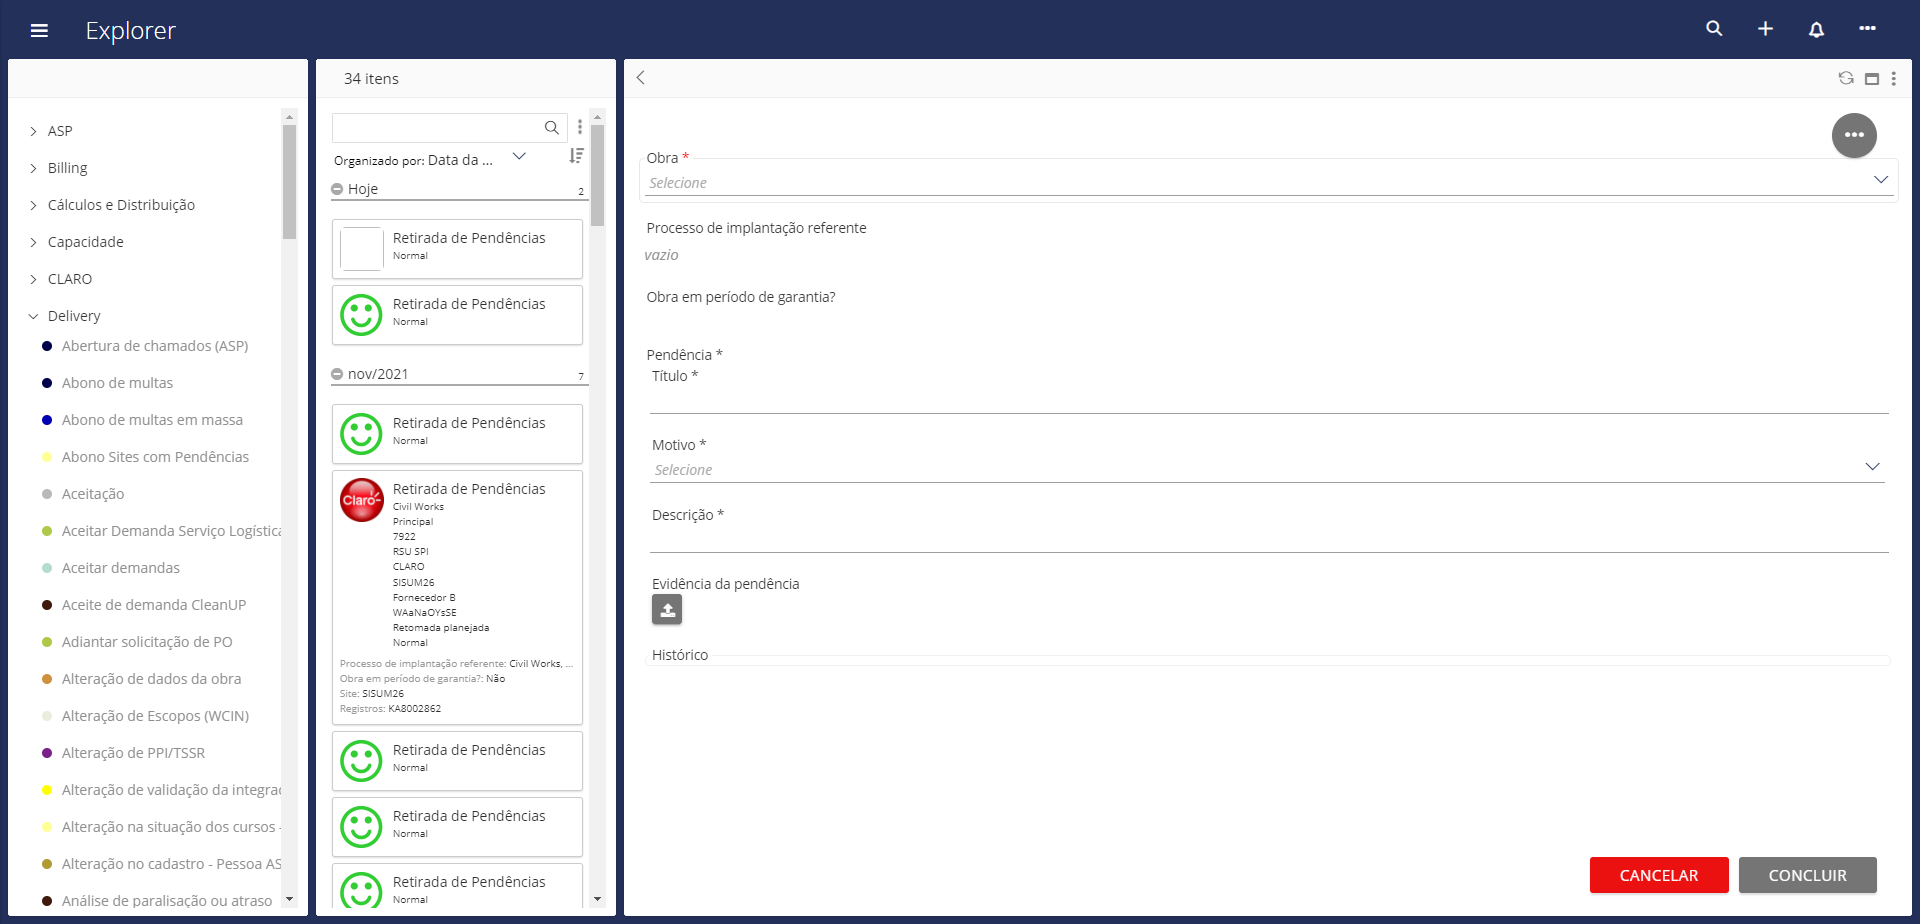 Explorer
ASP
Billing
Cálculos e Distribuição
Capacidade
CLARO
Delivery
Abertura de chamados (ASP)
Abono de multas
Abono de multas em massa
Abono Sites com Pendências
Aceitação
Aceitar Demanda Serviço Logística
Aceitar demandas
Aceite de demanda CleanUP
Adiantar solicitação de PO
Alteração de dados da obra
Alteração de Escopos (WCIN)
Alteração de PPI/TSSR
Alteração de validação da integrac
Alteração na situação dos cursos -
Alteração no cadastro - Pessoa AS
Análise de paralisação ou atraso
34 itens
Organizado por: Data da ...
Hoje 2
Retirada de Pendências
Normal
Retirada de Pendências
Normal
nov/2021 7
Retirada de Pendências
Normal
Claro
Retirada de Pendências
Civil Works
Principal
7922
RSU SPI
CLARO
SISUM26
Fornecedor B
WAaNaOYsSE
Retomada planejada
Normal
Processo de implantação referente: Civil Works, ...
Obra em período de garantia?: Não
Site: SISUM26
Registros: KA8002862
Retirada de Pendências
Normal
Retirada de Pendências
Normal
Retirada de Pendências
Normal
Obra *
Selecione
Processo de implantação referente
vazio
Obra em período de garantia?
Pendência *
Título *
Motivo *
Selecione
Descrição *
Evidência da pendência
Histórico
CANCELAR
CONCLUIR